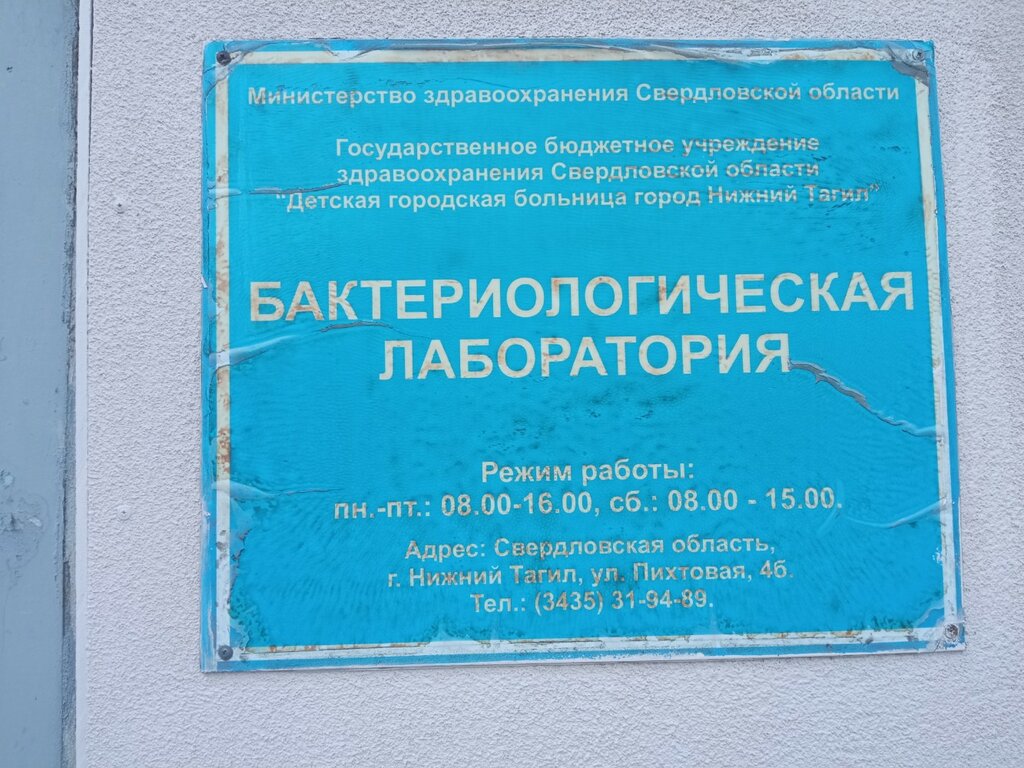 Министерство здравоохранения Свердловской области
Государственное бюджетное учреждение
здравоохранения Свердловской области
"Детская городская больница город Нижний Тагил"
БАКТЕРИОЛОГИЧЕСКАЯ
ЛАБОРАТОРИЯ
Режим работы:
пн.-пт.: 08.00-16.00, сб.: 08.00 - 15.00.
Адрес: Свердловская область,
г. Нижний Тагил, ул. Пихтовая, 4б.
Тел.: (3435) 31-94-89.